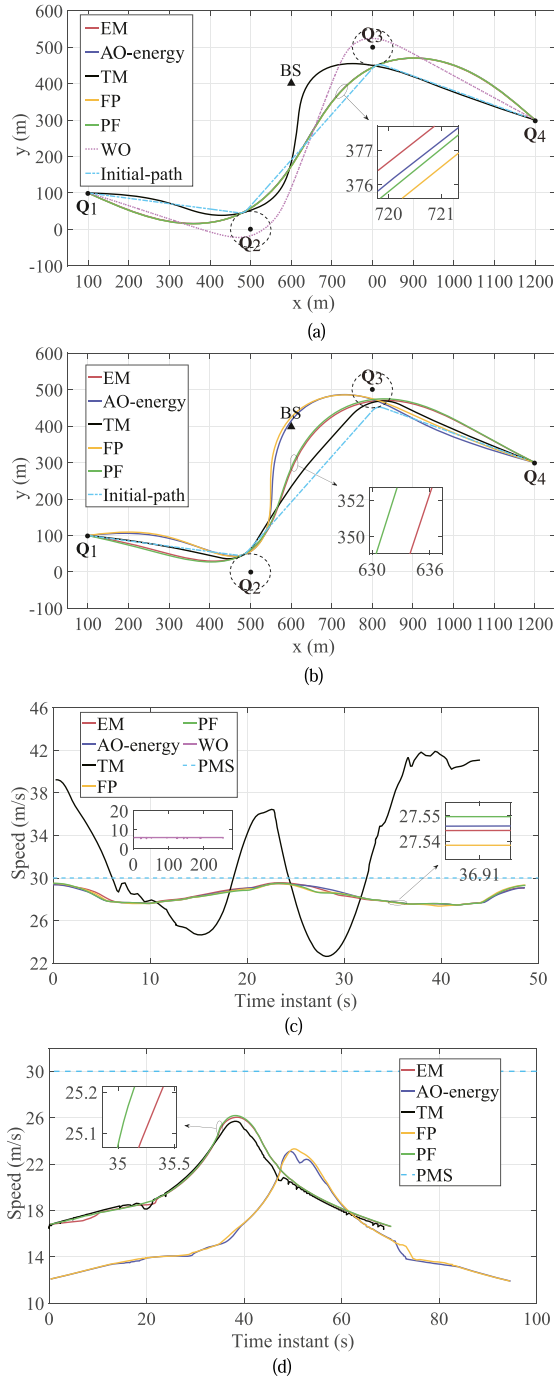 600
500
400
300
200
100
0
-100
y (m)
EM
AO-energy
TM
FP
PF
WO
Initial-path
BS
Q1
Q2
Q3
Q4
377
376
720 721
100 200 300 400 500 600 700 00 900 1000 1100 1200
x (m)
(a)
600
500
400
300
200
100
0
-100
y (m)
EM
AO-energy
TM
FP
PF
Initial-path
BS
Q1
Q2
Q3
Q4
352
350
630 636
100 200 300 400 500 600 700 800 900 1000 1100 1200
x (m)
(b)
46
42
38
34
30
26
22
Speed (m/s)
EM PF
AO-energy WO
TM PMS
FP
20
10
0
0 100 200
27.55
27.54
36.91
0 10 20 30 40 50
Time instant (s)
(c)
30
26
22
18
14
10
Speed (m/s)
EM
AO-energy
TM
FP
PF
PMS
25.2
25.1
35 35.5
0 20 40 60 80 100
Time instant (s)
(d)